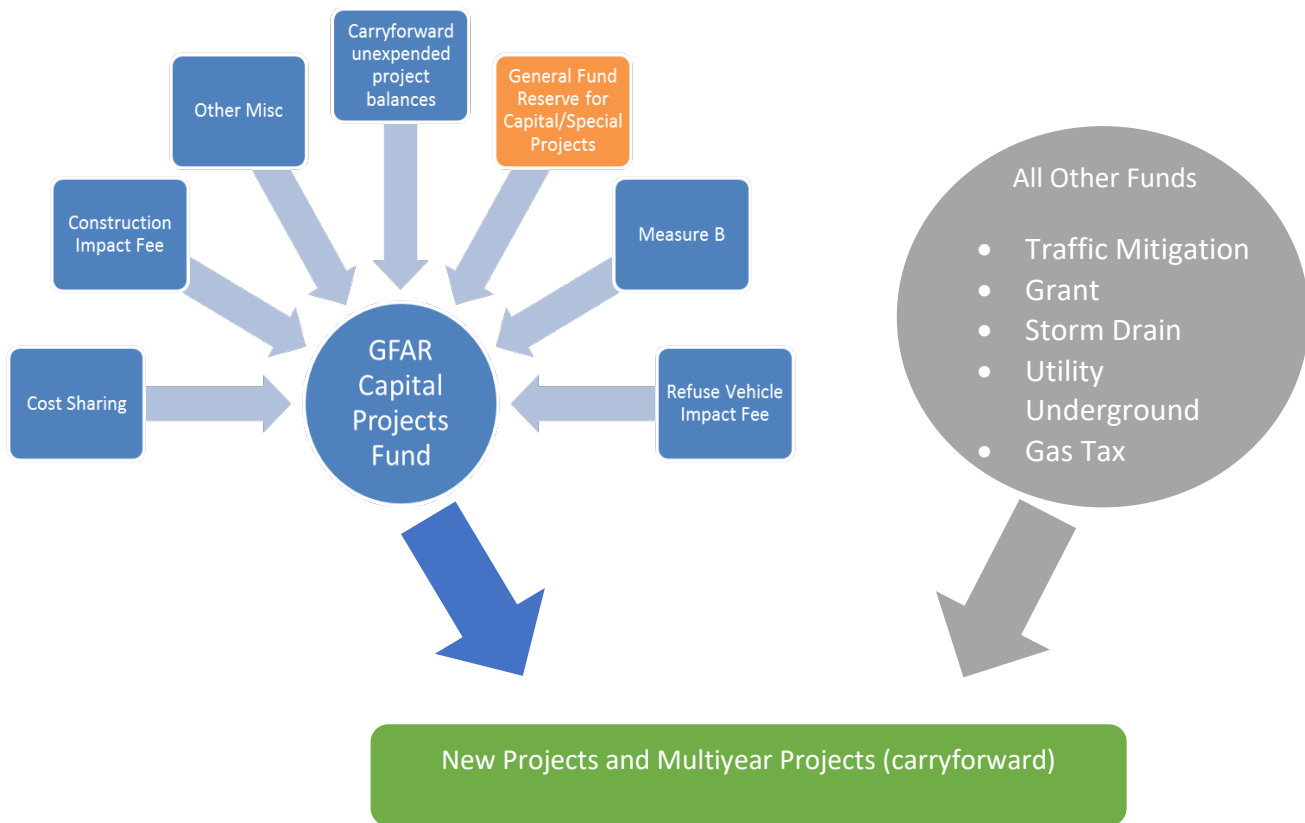 Carryforward
unexpended
project
balances
General Fund
Reserve for
Capital/Special
Projects
Other Misc
Construction
Impact Fee
Measure B
Cost Sharing
GFAR
Capital
Projects
Fund
Refuse Vehicle
Impact Fee
All Other Funds
• Traffic Mitigation
• Grant
• Storm Drain
• Utility
Underground
• Gas Tax
New Projects and Multiyear Projects (carryforward)